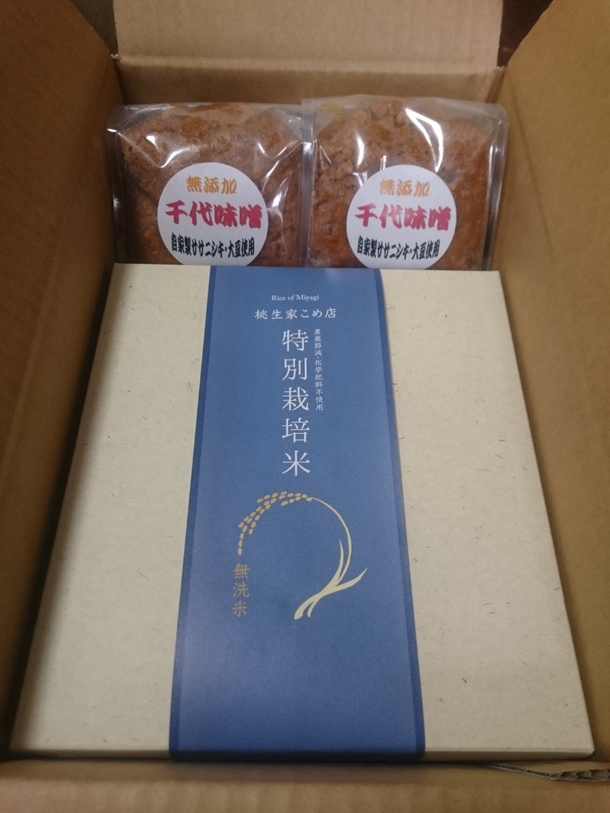 無添加
千代味噌
自家製ササニシキ・大豆使用
無添加
千代味噌
自家製ササニシキ・大豆使用
Rice of Miyagi
桃生家こめ店
農薬節減・化学肥料不使用
特別栽培米
無洗米